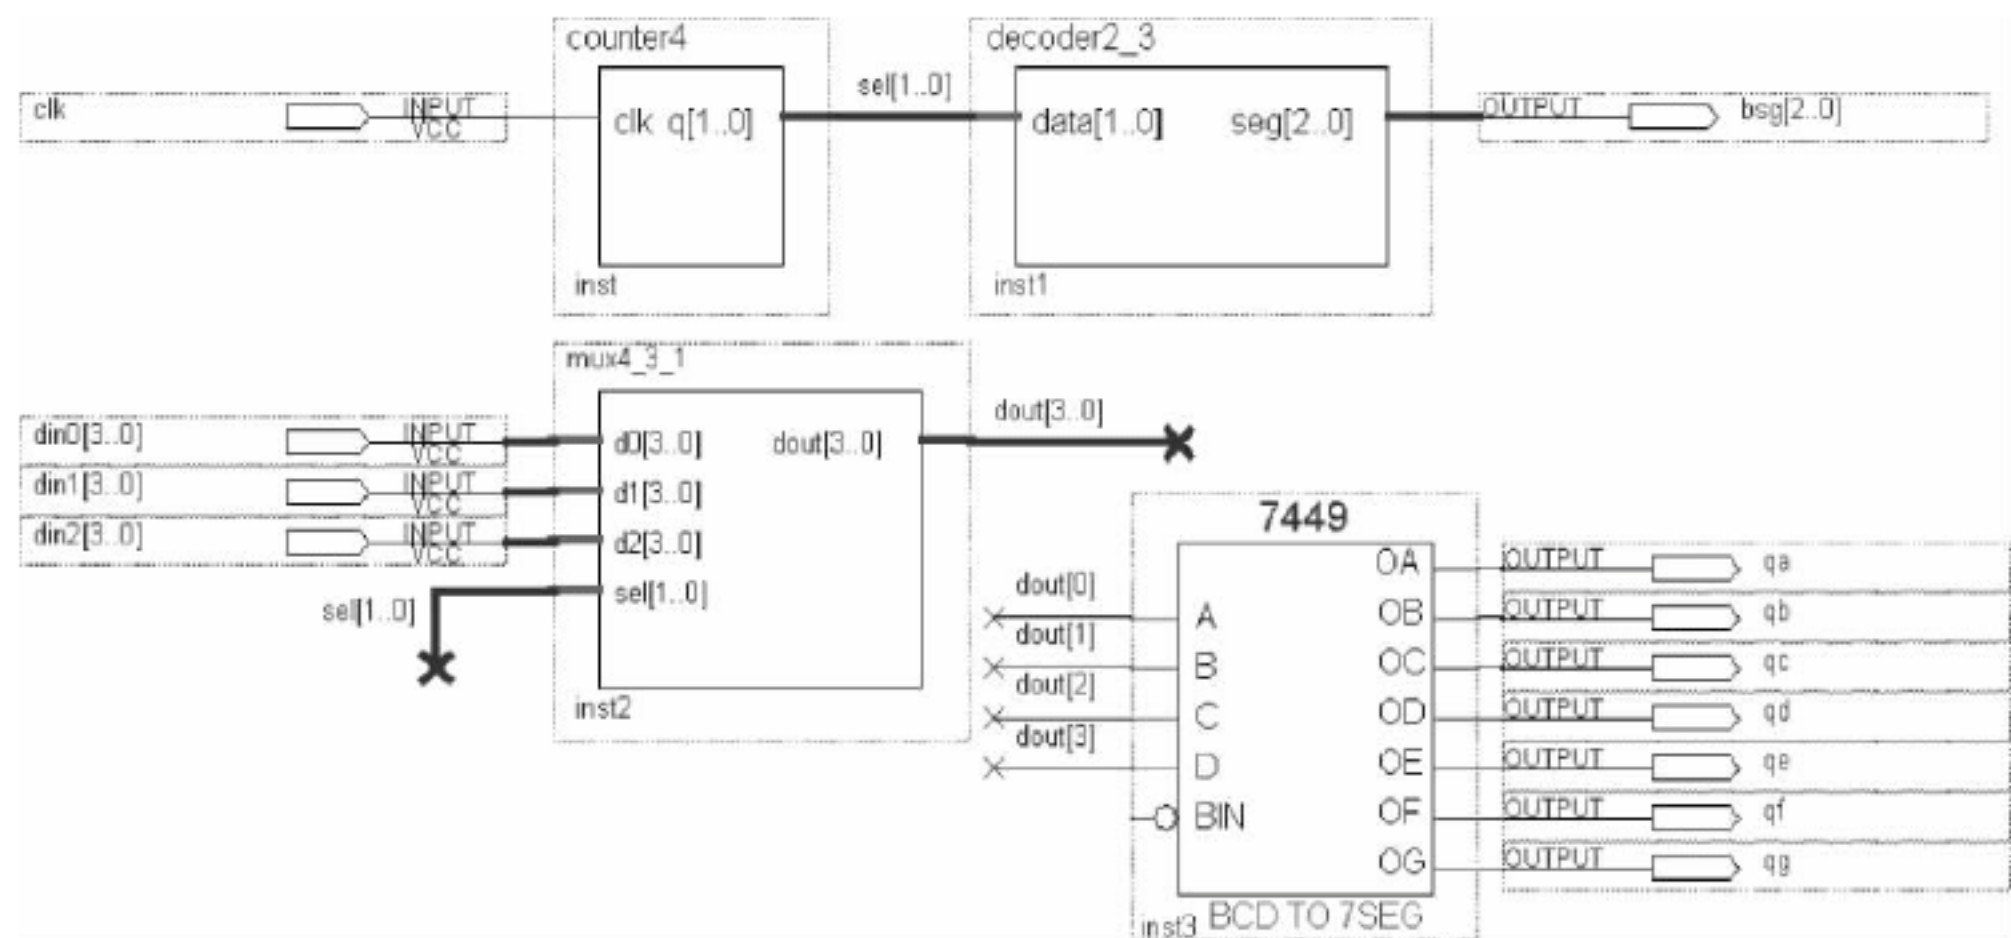 counter4
decoder2_3
clk
INPUT
VCC
clk q[1..0]
sel[1..0]
data[1..0] seg[2..0]
OUTPUT
bsg[2..0]
inst
inst1
mux4_3_1
din0[3..0]
INPUT
VCC
d0[3..0] dout[3..0]
dout[3..0]
din1[3..0]
INPUT
VCC
d1[3..0]
din2[3..0]
INPUT
VCC
d2[3..0]
sel[1..0]
sel[1..0]
inst2
7449
dout[0]
A
dout[1]
B
dout[2]
C
dout[3]
D
BIN
OA
OUTPUT
qa
OB
OUTPUT
qb
OC
OUTPUT
qc
OD
OUTPUT
qd
OE
OUTPUT
qe
OF
OUTPUT
qf
OG
OUTPUT
qg
inst3
BCD TO 7SEG